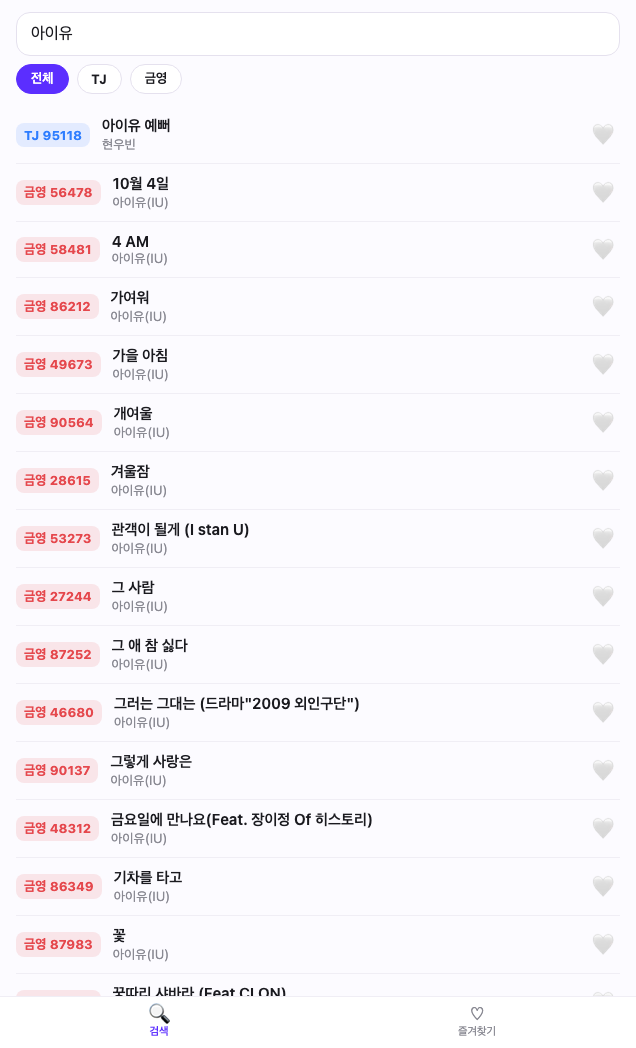 아이유
전체 TJ 금영
TJ 95118 아이유 예뻐
현우빈
금영 56478 10월 4일
아이유(IU)
금영 58481 4 AM
아이유(IU)
금영 86212 가여워
아이유(IU)
금영 49673 가을 아침
아이유(IU)
금영 90564 개여울
아이유(IU)
금영 28615 겨울잠
아이유(IU)
금영 53273 관객이 될게 (I stan U)
아이유(IU)
금영 27244 그 사람
아이유(IU)
금영 87252 그 애 참 싫다
아이유(IU)
금영 46680 그러는 그대는 (드라마"2009 외인구단")
아이유(IU)
금영 90137 그렇게 사랑은
아이유(IU)
금영 48312 금요일에 만나요(Feat. 장이정 Of 히스토리)
아이유(IU)
금영 86349 기차를 타고
아이유(IU)
금영 87983 꽃
아이유(IU)
꿍따리 샤바라 (Feat.CLON)
검색 즐겨찾기